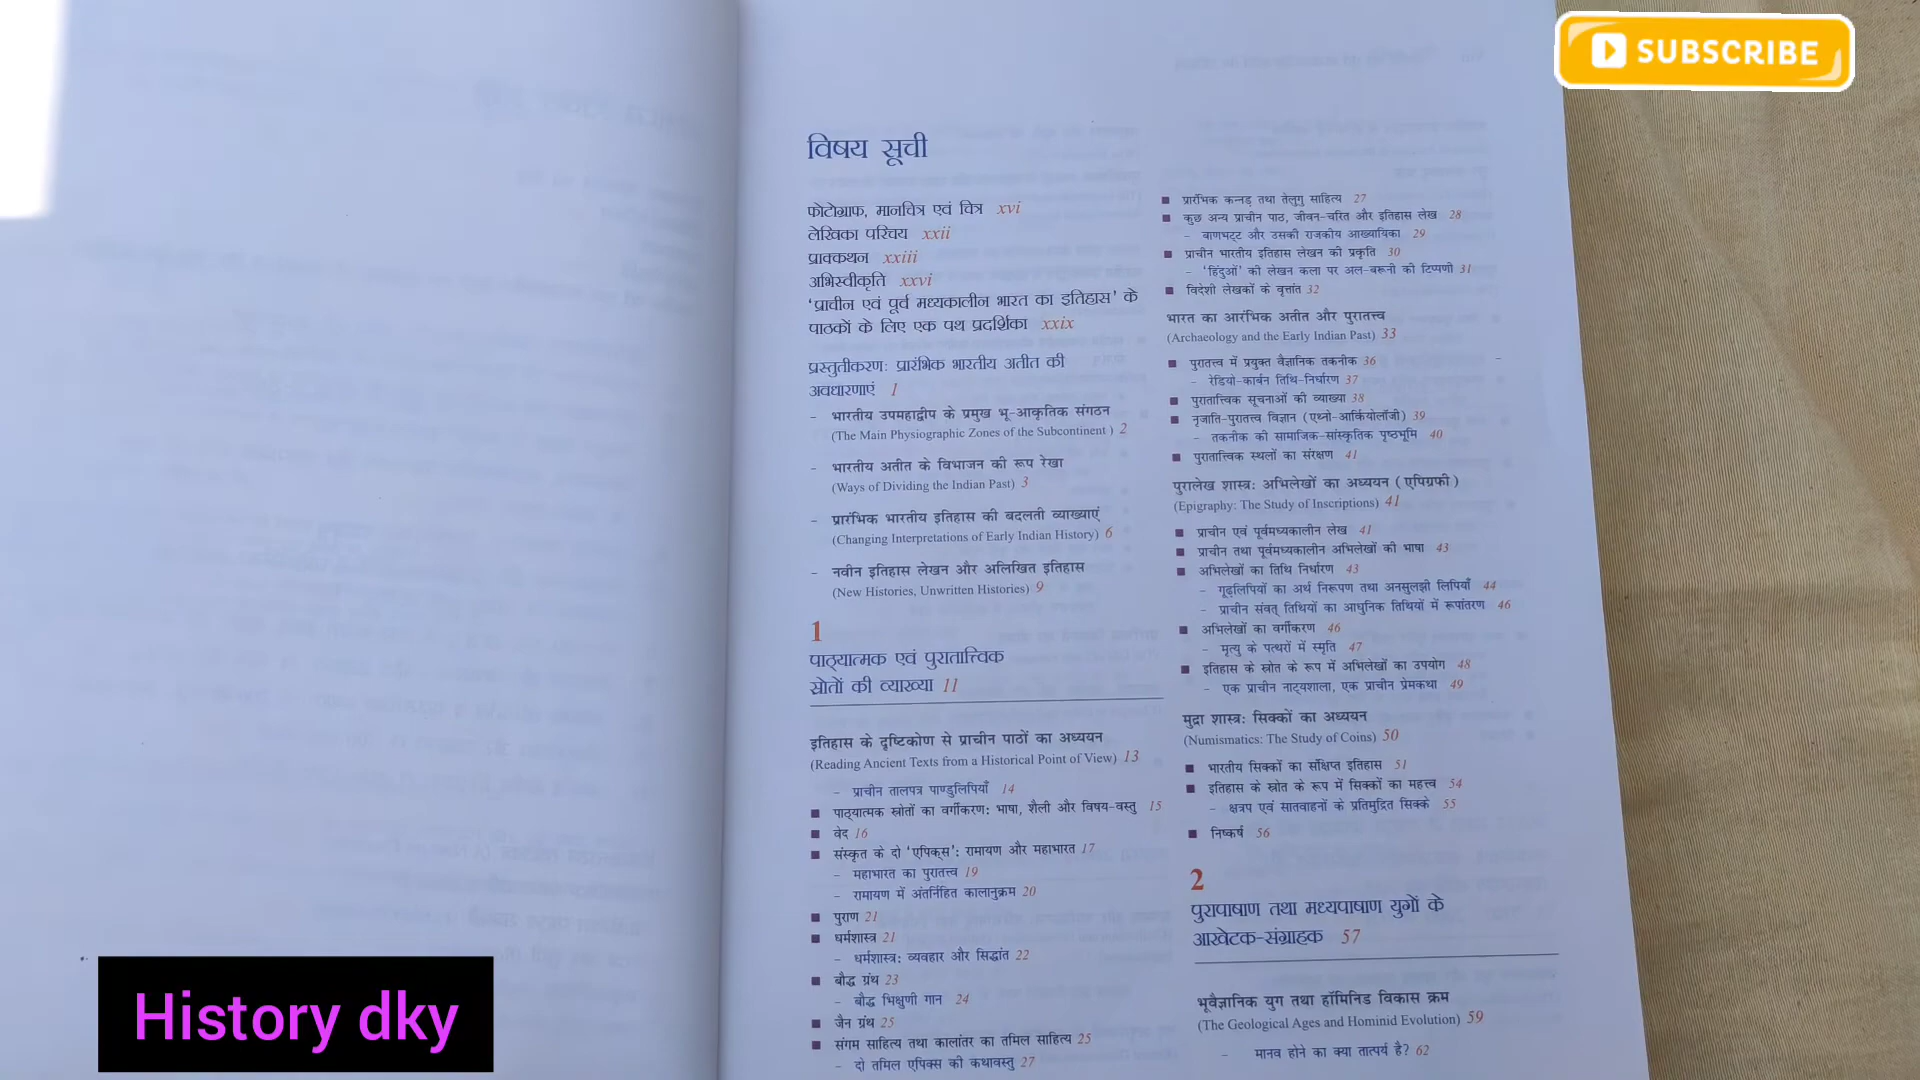 विषय सूची
फोटोग्राफ, मानचित्र एवं चित्र xvi
लेखिका परिचय xxii
प्राक्कथन xxiii
अभिस्वीकृति xxvi
‘प्राचीन एवं पूर्व मध्यकालीन भारत का इतिहास’ के
पाठकों के लिए एक पथ प्रदर्शिका xxix
प्रस्तुतीकरणः प्रारंभिक भारतीय अतीत की
अवधारणाएं 1
– भारतीय उपमहाद्वीप के प्रमुख भू-आकृतिक संगठन
(The Main Physiographic Zones of the Subcontinent ) 2
– भारतीय अतीत के विभाजन की रूप रेखा
(Ways of Dividing the Indian Past) 3
– प्रारंभिक भारतीय इतिहास की बदलती व्याख्याएं
(Changing Interpretations of Early Indian History) 6
– नवीन इतिहास लेखन और अलिखित इतिहास
(New Histories, Unwritten Histories) 9
1
पाठ्यात्मक एवं पुरातात्त्विक
स्रोतों की व्याख्या 11
इतिहास के दृष्टिकोण से प्राचीन पाठों का अध्ययन
(Reading Ancient Texts from a Historical Point of View) 13
– प्राचीन तालपत्र पाण्डुलिपियाँ 14
■ पाठ्यात्मक स्रोतों का वर्गीकरण: भाषा, शैली और विषय-वस्तु 15
■ वेद 16
■ संस्कृत के दो ‘एपिक्स’: रामायण और महाभारत 17
– महाभारत का पुरातत्त्व 19
– रामायण में अंतर्निहित कालानुक्रम 20
■ पुराण 21
■ धर्मशास्त्र 21
– धर्मशास्त्र: व्यवहार और सिद्धांत 22
■ बौद्ध ग्रंथ 23
– बौद्ध भिक्षुणी गान 24
■ जैन ग्रंथ 25
■ संगम साहित्य तथा कालांतर का तमिल साहित्य 25
– दो तमिल एपिक्स की कथावस्तु 27
■ प्रारंभिक कन्नड़ तथा तेलुगु साहित्य 27
■ कुछ अन्य प्राचीन पाठ, जीवन-चरित और इतिहास लेख 28
– बाणभट्ट और उसकी राजकीय आख्यायिका 29
■ प्राचीन भारतीय इतिहास लेखन की प्रकृति 30
– ‘हिंदुओं’ की लेखन कला पर अल-बरूनी की टिप्पणी 31
■ विदेशी लेखकों के वृत्तांत 32
भारत का आरंभिक अतीत और पुरातत्त्व
(Archaeology and the Early Indian Past) 33
■ पुरातत्त्व में प्रयुक्त वैज्ञानिक तकनीक 36
– रेडियो-कार्बन तिथि-निर्धारण 37
■ पुरातात्त्विक सूचनाओं की व्याख्या 38
■ नृजाति-पुरातत्त्व विज्ञान (एथ्नो-आर्कियोलॉजी) 39
– तकनीक की सामाजिक-सांस्कृतिक पृष्ठभूमि 40
■ पुरातात्त्विक स्थलों का संरक्षण 41
पुरालेख शास्त्र: अभिलेखों का अध्ययन (एपिग्रफी)
(Epigraphy: The Study of Inscriptions) 41
■ प्राचीन एवं पूर्वमध्यकालीन लेख 41
■ प्राचीन तथा पूर्वमध्यकालीन अभिलेखों की भाषा 43
■ अभिलेखों का तिथि निर्धारण 43
– गूढ़लिपियों का अर्थ निरूपण तथा अनसुलझी लिपियाँ 44
– प्राचीन संवत् तिथियों का आधुनिक तिथियों में रूपांतरण 46
■ अभिलेखों का वर्गीकरण 46
– मृत्यु के पत्थरों में स्मृति 47
■ इतिहास के स्रोत के रूप में अभिलेखों का उपयोग 48
– एक प्राचीन नाट्यशाला, एक प्राचीन प्रेमकथा 49
मुद्रा शास्त्र: सिक्कों का अध्ययन
(Numismatics: The Study of Coins) 50
■ भारतीय सिक्कों का संक्षिप्त इतिहास 51
■ इतिहास के स्रोत के रूप में सिक्कों का महत्त्व 54
– क्षत्रप एवं सातवाहनों के प्रतिमुद्रित सिक्के 55
■ निष्कर्ष 56
2
पुरापाषाण तथा मध्यपाषाण युगों के
आखेटक-संग्राहक 57
भूवैज्ञानिक युग तथा हॉमिनिड विकास क्रम
(The Geological Ages and Hominid Evolution) 59
– मानव होने का क्या तात्पर्य है? 62
SUBSCRIBE
History dky